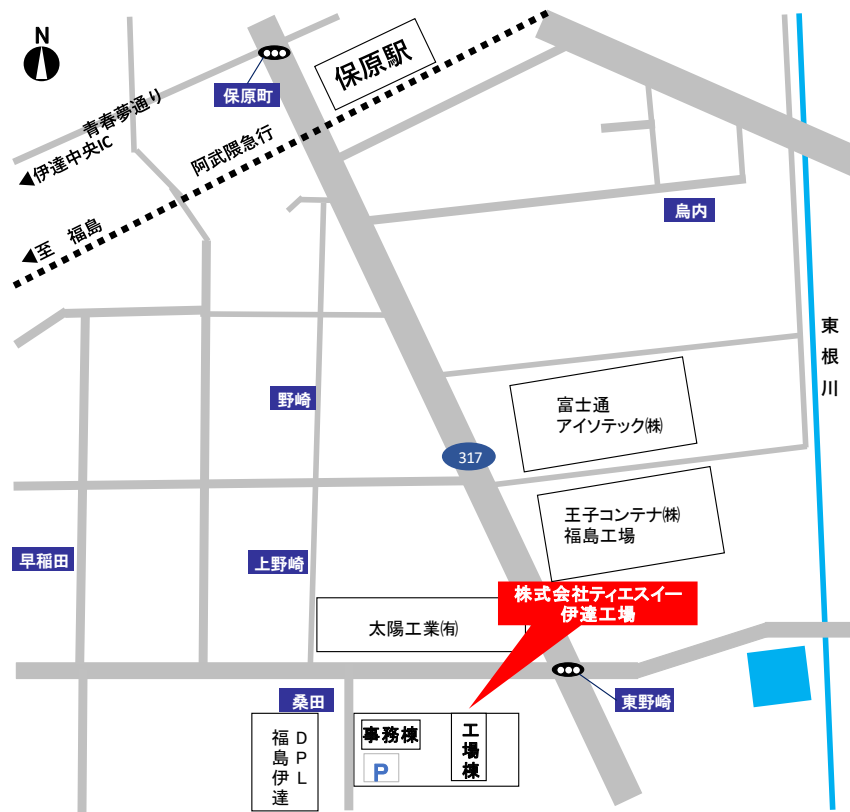 N
保原駅
保原町
青春夢通り
◀伊達中央IC
阿武隈急行
◀至 福島
烏内
東根川
野崎
富士通
アイソテック㈱
317
王子コンテナ㈱
福島工場
早稲田
上野崎
株式会社ティエスイー
伊達工場
太陽工業㈲
桑田
東野崎
DPL
福島伊達
事務棟
P
工場棟